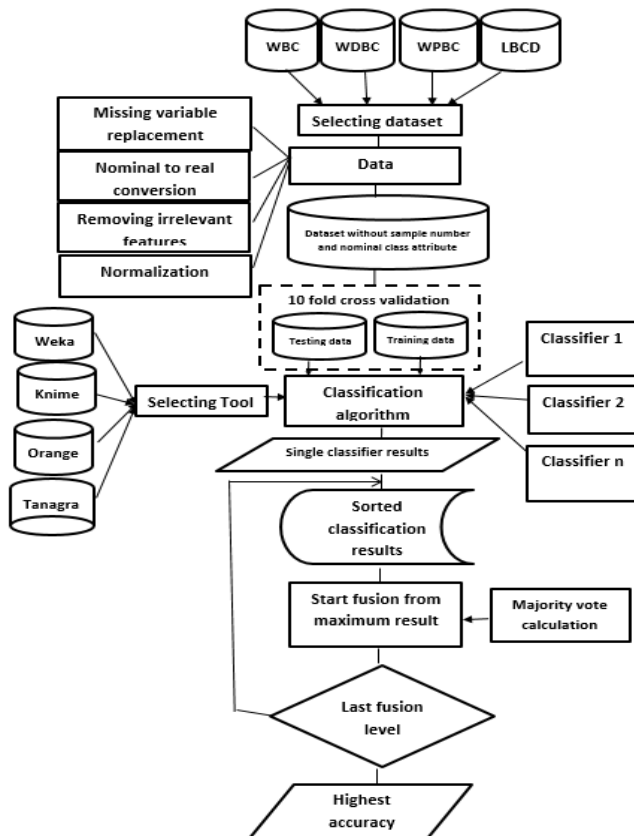 WBC
WDBC
WPBC
LBCD
Selecting dataset
Missing variable
replacement
Data
Nominal to real
conversion
Removing irrelevant
features
Dataset without sample number
and nominal class attribute
Normalization
10 fold cross validation
Testing data
Training data
Weka
Knime
Orange
Tanagra
Selecting Tool
Classification
algorithm
Classifier 1
Classifier 2
Classifier n
Single classifier results
Sorted
classification
results
Start fusion from
maximum result
Majority vote
calculation
Last fusion
level
Highest
accuracy